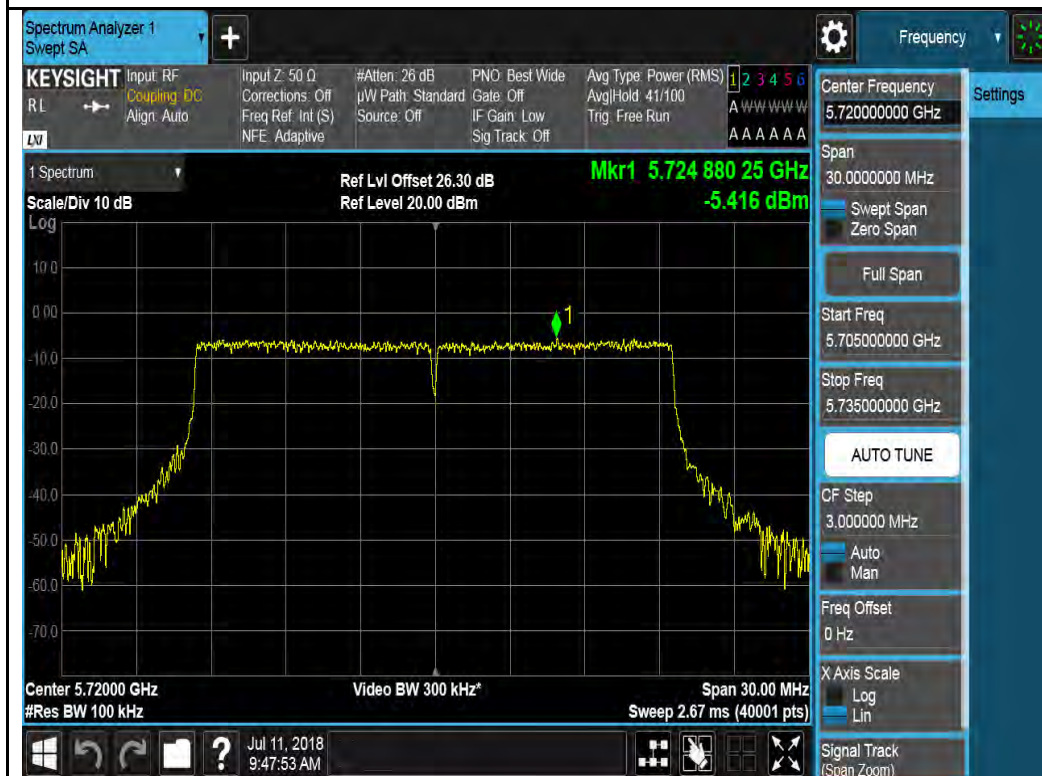 Spectrum Analyzer 1
Swept SA
+
Frequency
KEYSIGHT
RL
LXI
Input: RF
Coupling: DC
Align: Auto
Input Z: 50 Ω
Corrections: Off
Freq Ref: Int (S)
NFE: Adaptive
#Atten: 26 dB
µW Path: Standard
Source: Off
PNO: Best Wide
Gate: Off
IF Gain: Low
Sig Track: Off
Avg Type: Power (RMS)
Avg|Hold: 41/100
Trig: Free Run
1 2 3 4 5 6
A W W W W W
A A A A A A
1 Spectrum
Scale/Div 10 dB
Log
Ref Lvl Offset 26.30 dB
Ref Level 20.00 dBm
Mkr1 5.724 880 25 GHz
-5.416 dBm
10.0
0.00
-10.0
-20.0
-30.0
-40.0
-50.0
-60.0
-70.0
1
Center 5.72000 GHz
#Res BW 100 kHz
Video BW 300 kHz*
Span 30.00 MHz
Sweep 2.67 ms (40001 pts)
?
Jul 11, 2018
9:47:53 AM
Center Frequency
5.720000000 GHz
Span
30.0000000 MHz
Swept Span
Zero Span
Full Span
Start Freq
5.705000000 GHz
Stop Freq
5.735000000 GHz
AUTO TUNE
CF Step
3.000000 MHz
Auto
Man
Freq Offset
0 Hz
X Axis Scale
Log
Lin
Signal Track
(Span Zoom)
Settings